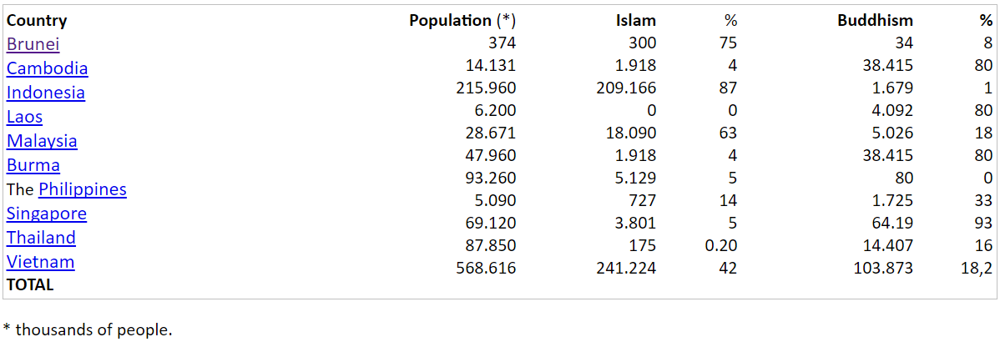 Country Population (*) Islam % Buddhism %
Brunei 374 300 75 34 8
Cambodia 14.131 1.918 4 38.415 80
Indonesia 215.960 209.166 87 1.679 1
Laos 6.200 0 0 4.092 80
Malaysia 28.671 18.090 63 5.026 18
Burma 47.960 1.918 4 38.415 80
The Philippines 93.260 5.129 5 80 0
Singapore 5.090 727 14 1.725 33
Thailand 69.120 3.801 5 64.19 93
Vietnam 87.850 175 0.20 14.407 16
TOTAL 568.616 241.224 42 103.873 18,2
* thousands of people.